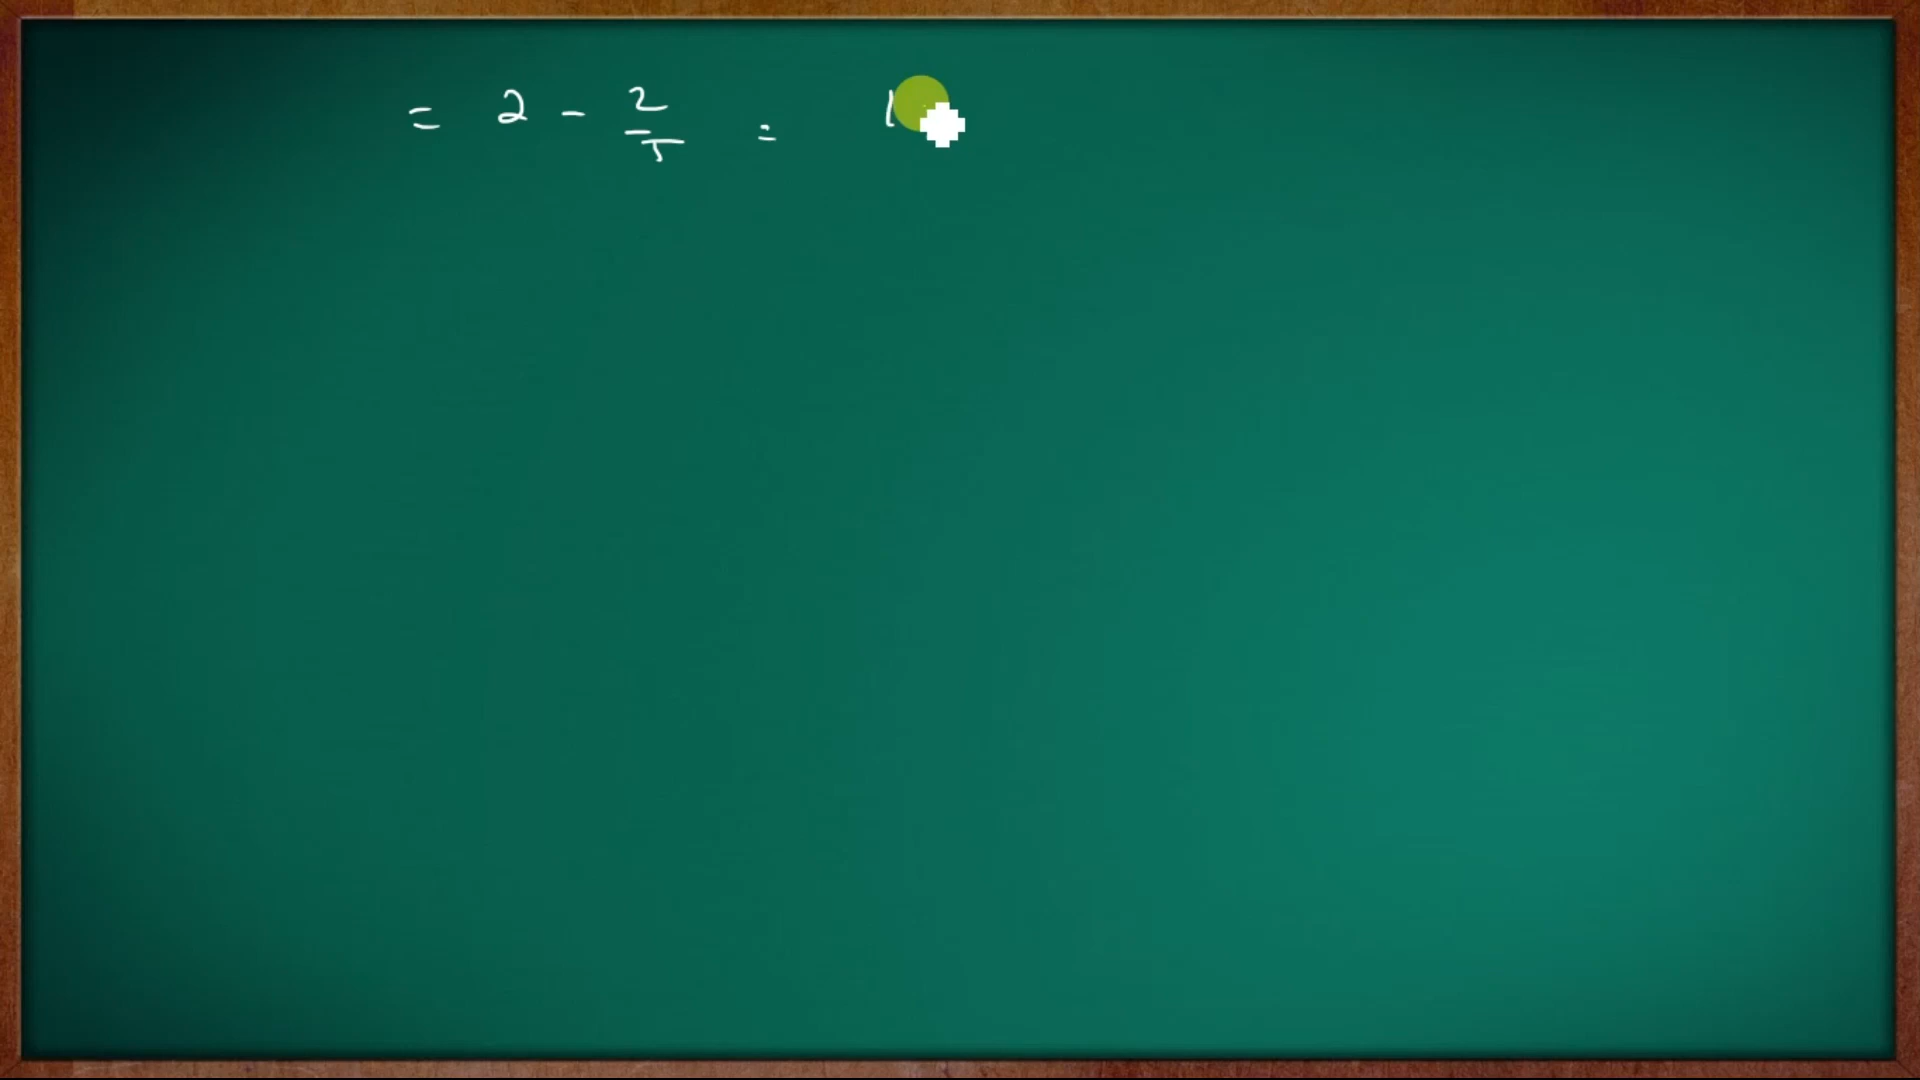 = 2 - 2/5 = 1